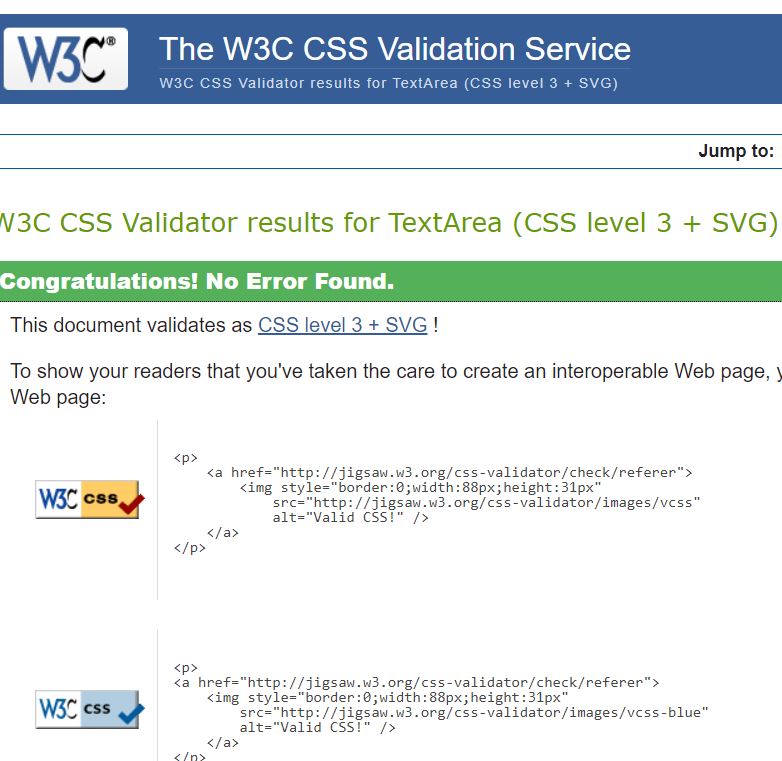 W3C®
The W3C CSS Validation Service
W3C CSS Validator results for TextArea (CSS level 3 + SVG)
Jump to:
W3C CSS Validator results for TextArea (CSS level 3 + SVG)
Congratulations! No Error Found.
This document validates as CSS level 3 + SVG !
To show your readers that you've taken the care to create an interoperable Web page,
Web page:
W3C css
<p>
<a href="http://jigsaw.w3.org/css-validator/check/referer">
<img style="border:0;width:88px;height:31px"
src="http://jigsaw.w3.org/css-validator/images/vcss"
alt="Valid CSS!" />
</a>
</p>
W3C css
<p>
<a href="http://jigsaw.w3.org/css-validator/check/referer">
<img style="border:0;width:88px;height:31px"
src="http://jigsaw.w3.org/css-validator/images/vcss-blue"
alt="Valid CSS!" />
</a>
</p>